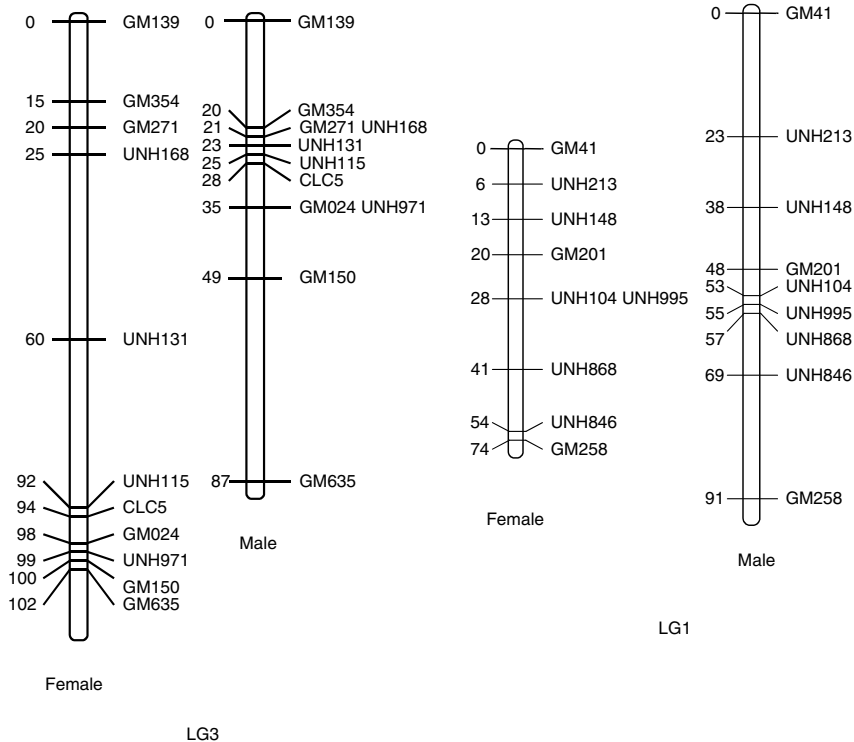 0 GM139
15 GM354
20 GM271
25 UNH168
60 UNH131
92 UNH115
94 CLC5
98 GM024
99 UNH971
100 GM150
102 GM635
Female
0 GM139
20 GM354
21 GM271 UNH168
23 UNH131
25 UNH115
28 CLC5
35 GM024 UNH971
49 GM150
87 GM635
Male
LG3
0 GM41
6 UNH213
13 UNH148
20 GM201
28 UNH104 UNH995
41 UNH868
54 UNH846
74 GM258
Female
0 GM41
23 UNH213
38 UNH148
48 GM201
53 UNH104
55 UNH995
57 UNH868
69 UNH846
91 GM258
Male
LG1